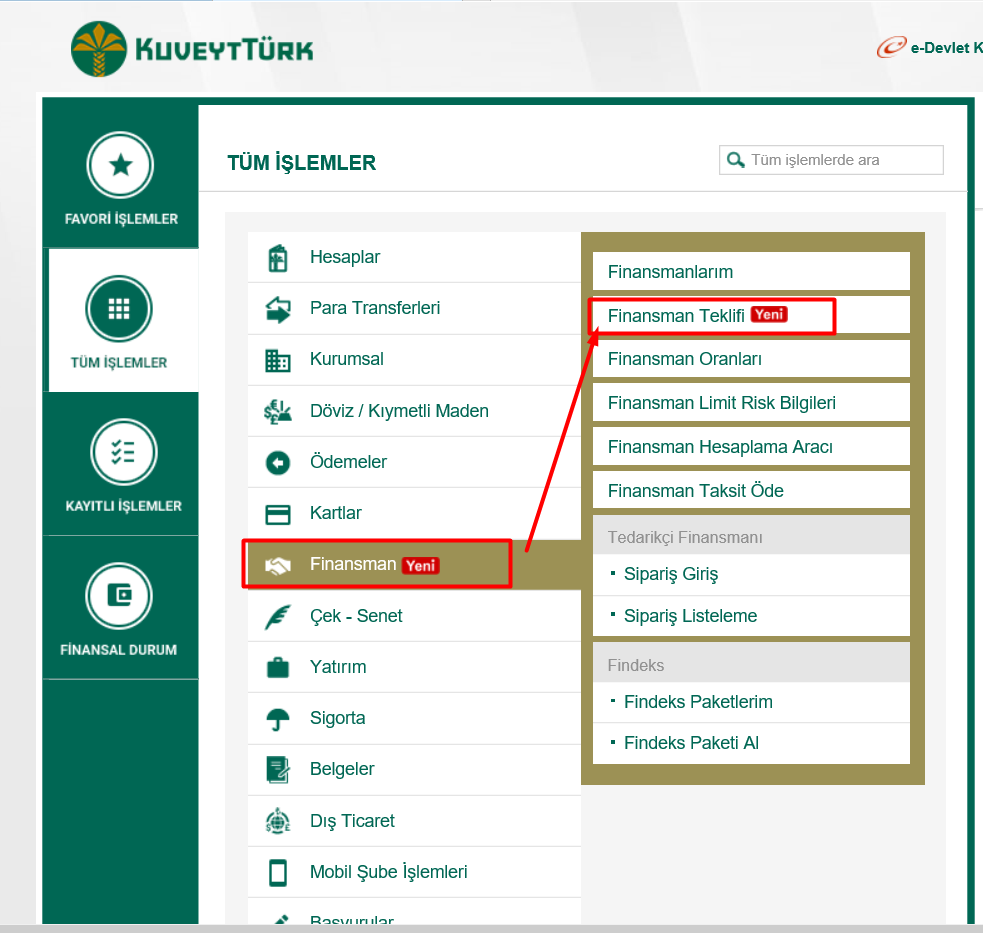 KUVEYTTÜRK
e-Devlet K
FAVORİ İŞLEMLER
TÜM İŞLEMLER
KAYITLI İŞLEMLER
FİNANSAL DURUM
TÜM İŞLEMLER
Tüm işlemlerde ara
Hesaplar
Para Transferleri
Kurumsal
Döviz / Kıymetli Maden
Ödemeler
Kartlar
Finansman Yeni
Çek - Senet
Yatırım
Sigorta
Belgeler
Dış Ticaret
Mobil Şube İşlemleri
Başvurular
Finansmanlarım
Finansman Teklifi Yeni
Finansman Oranları
Finansman Limit Risk Bilgileri
Finansman Hesaplama Aracı
Finansman Taksit Öde
Tedarikçi Finansmanı
Sipariş Giriş
Sipariş Listeleme
Findeks
Findeks Paketlerim
Findeks Paketi Al